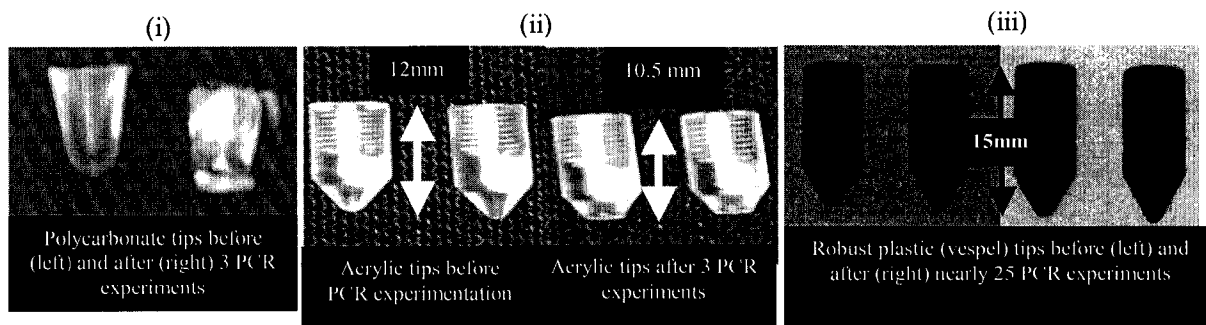 (i)
(ii)
(iii)
12mm
10.5 mm
15mm
Polycarbonate tips before
(left) and after (right) 3 PCR
experiments
Acrylic tips before
PCR experimentation
Acrylic tips after 3 PCR
experiments
Robust plastic (vespel) tips before (left) and
after (right) nearly 25 PCR experiments